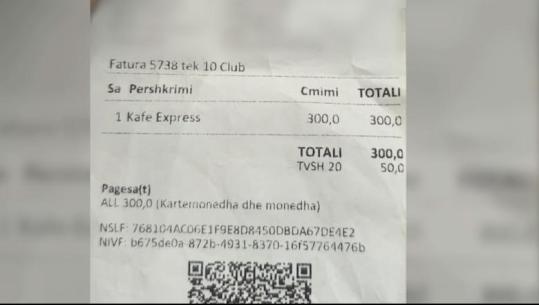 Fatura 5738 tek 10 Club
Sa Pershkrimi Cmimi TOTALI
1 Kafe Express 300,0 300,0
TOTALI 300,0
TVSH 20 50,0
Pagesa(t)
ALL 300,0 (Kartemonedha dhe monedha)
NSLF: 768104AC06E1F9E8D8450DBDA67DE4E2
NIVF: b675de0a-872b-4931-8370-16f57764476b